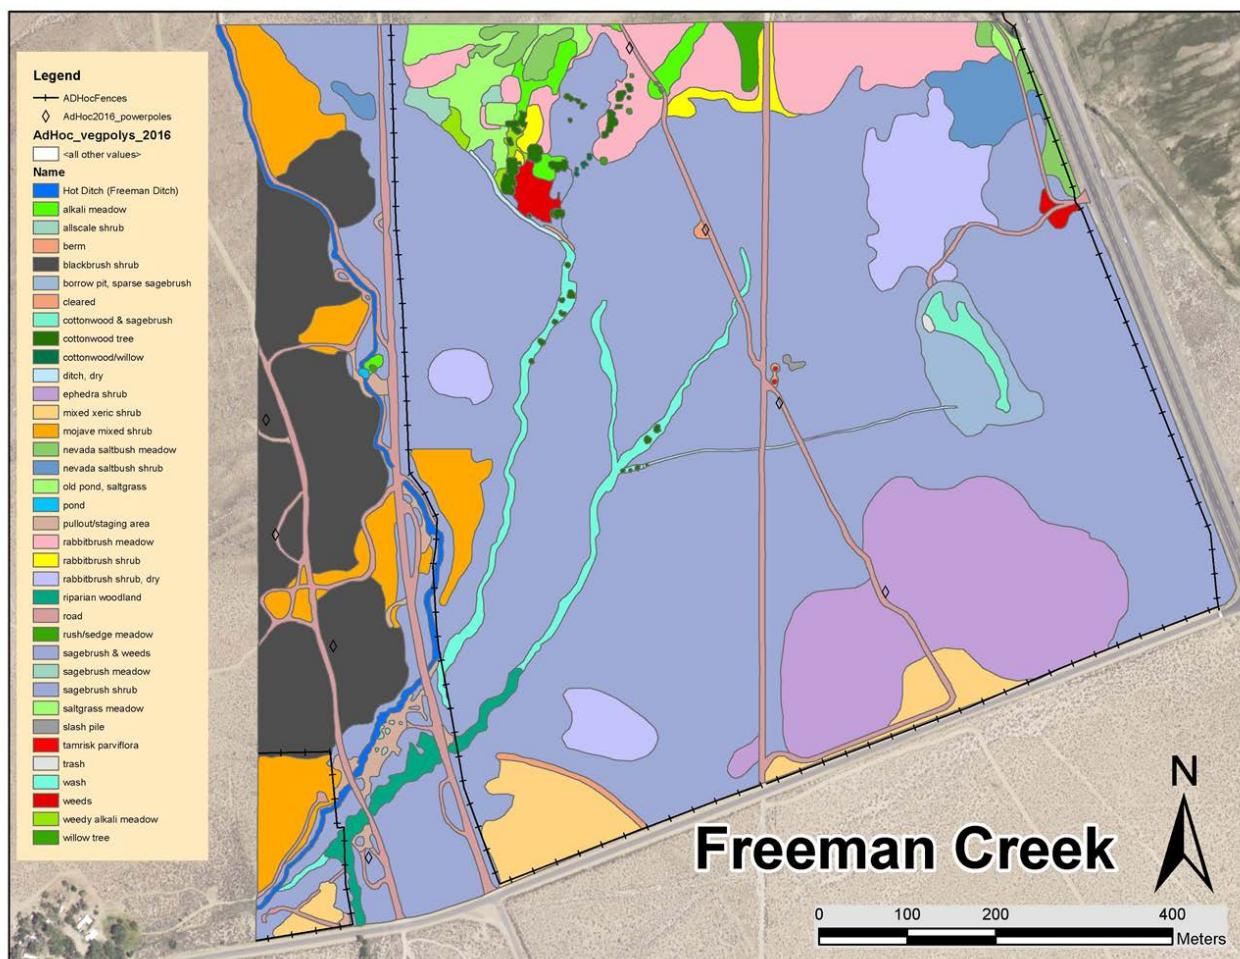 Legend
ADHocFences
AdHoc2016_powerpoles
AdHoc_vegpolys_2016
<all other values>
Name
Hot Ditch (Freeman Ditch)
alkali meadow
allscale shrub
berm
blackbrush shrub
borrow pit, sparse sagebrush
cleared
cottonwood & sagebrush
cottonwood tree
cottonwood/willow
ditch, dry
ephedra shrub
mixed xeric shrub
mojave mixed shrub
nevada saltbush meadow
nevada saltbush shrub
old pond, saltgrass
pond
pullout/staging area
rabbitbrush meadow
rabbitbrush shrub
rabbitbrush shrub, dry
riparian woodland
road
rush/sedge meadow
sagebrush & weeds
sagebrush meadow
sagebrush shrub
saltgrass meadow
slash pile
tamrisk parviflora
trash
wash
weeds
weedy alkali meadow
willow tree
N
Freeman Creek
0 100 200 400
Meters